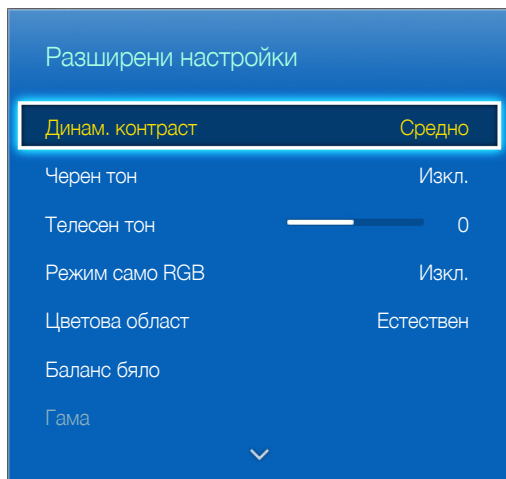 Разширени настройки
Динам. контраст Средно
Черен тон Изкл.
Телесен тон 0
Режим само RGB Изкл.
Цветова област Естествен
Баланс бяло
Гама